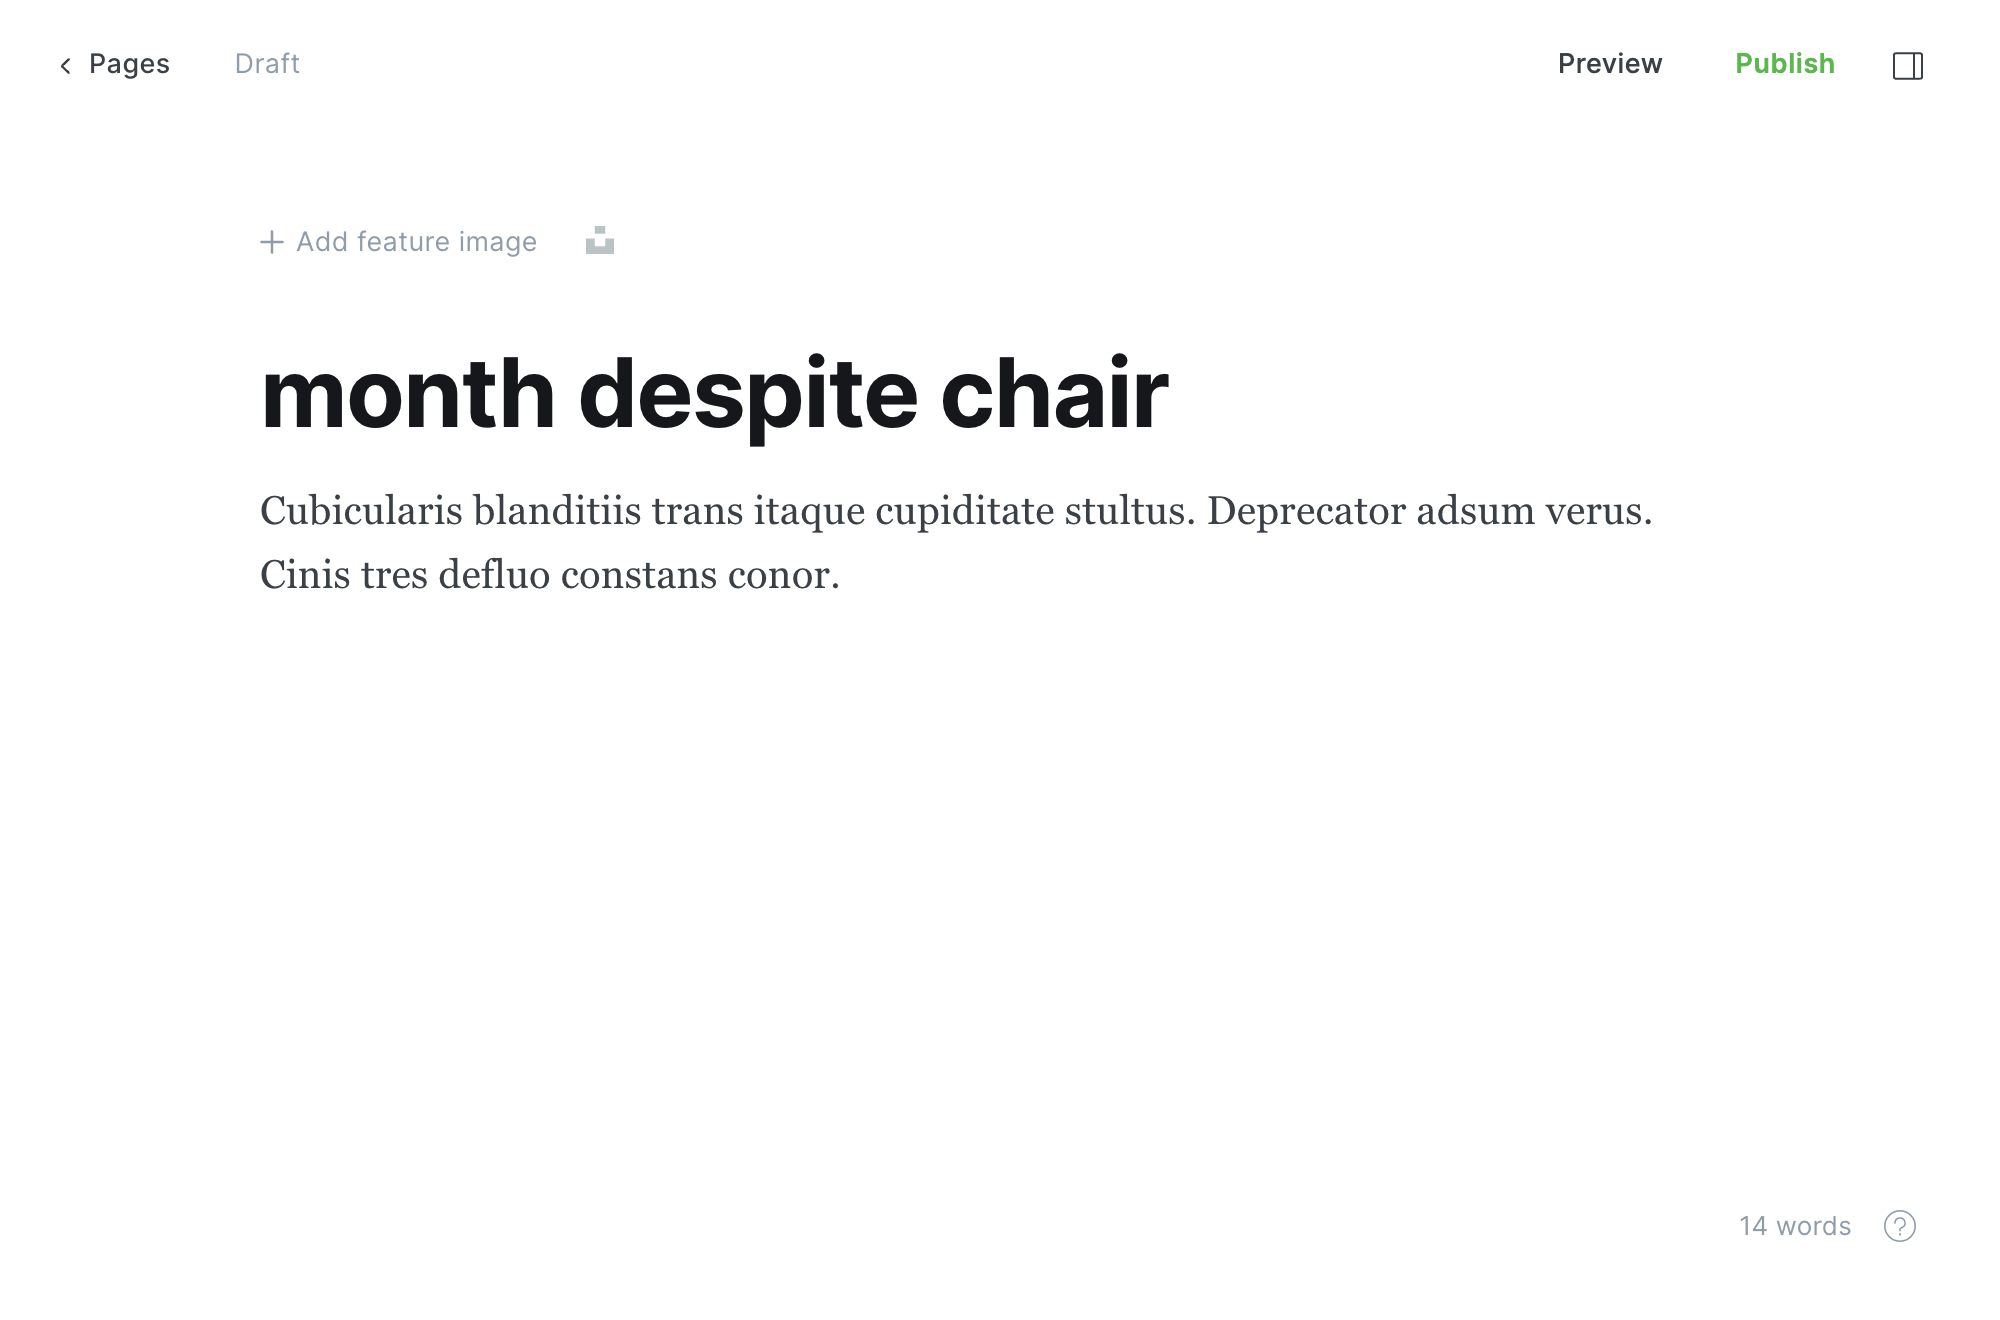 Pages
Draft
Preview
Publish
Add feature image
month despite chair
Cubicularis blanditiis trans itaque cupiditate stultus. Deprecator adsum verus.
Cinis tres defluo constans conor.
14 words
?